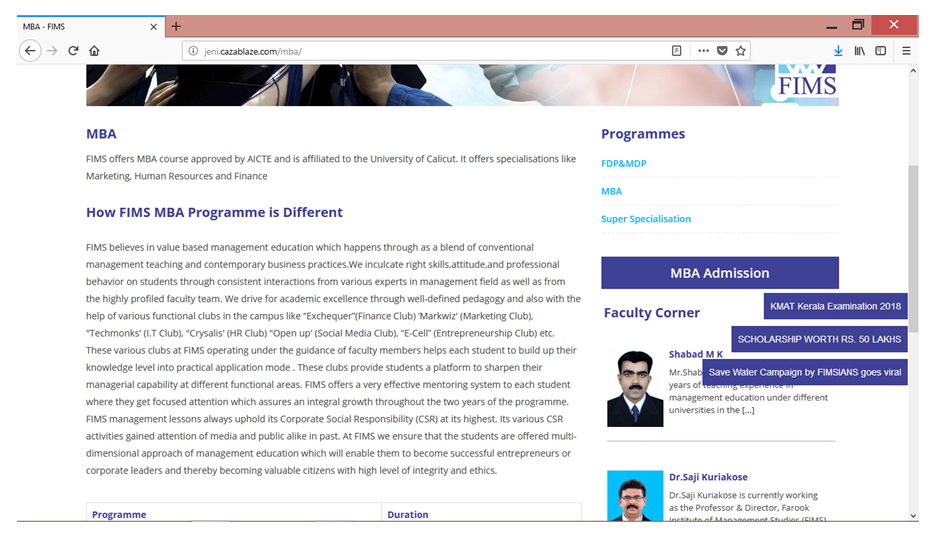 MBA - FIMS
jeni.cazablaze.com/mba/
FIMS
MBA
FIMS offers MBA course approved by AICTE and is affiliated to the University of Calicut. It offers specialisations like
Marketing, Human Resources and Finance
How FIMS MBA Programme is Different
FIMS believes in value based management education which happens through as a blend of conventional
management teaching and contemporary business practices.We inculcate right skills,attitude,and professional
behavior on students through consistent interactions from various experts in management field as well as from
the highly profiled faculty team. We drive for academic excellence through well-defined pedagogy and also with the
help of various functional clubs in the campus like “Exchequer”(Finance Club) ‘Markwiz’ (Marketing Club),
"Techmonks' (I.T Club), "Crysalis' (HR Club) "Open up' (Social Media Club), “E-Cell” (Entrepreneurship Club) etc.
These various clubs at FIMS operating under the guidance of faculty members helps each student to build up their
knowledge level into practical application mode . These clubs provide students a platform to sharpen their
managerial capability at different functional areas. FIMS offers a very effective mentoring system to each student
where they get focused attention which assures an integral growth throughout the two years of the programme.
FIMS management lessons always uphold its Corporate Social Responsibility (CSR) at its highest. Its various CSR
activities gained attention of media and public alike in past. At FIMS we ensure that the students are offered multi-
dimensional approach of management education which will enable them to become successful entrepreneurs or
corporate leaders and thereby becoming valuable citizens with high level of integrity and ethics.
Programme
Duration
Programmes
FDP&MDP
MBA
Super Specialisation
MBA Admission
KMAT Kerala Examination 2018
Faculty Corner
SCHOLARSHIP WORTH RS. 50 LAKHS
Shabad M K
Save Water Campaign by FIMSIANS goes viral
Mr.Shab
years of teaching experience in
management education under different
universities in the [...]
Dr.Saji Kuriakose
Dr.Saji Kuriakose is currently working
as the Professor & Director, Farook
Institute of Management Studies (FIMS)